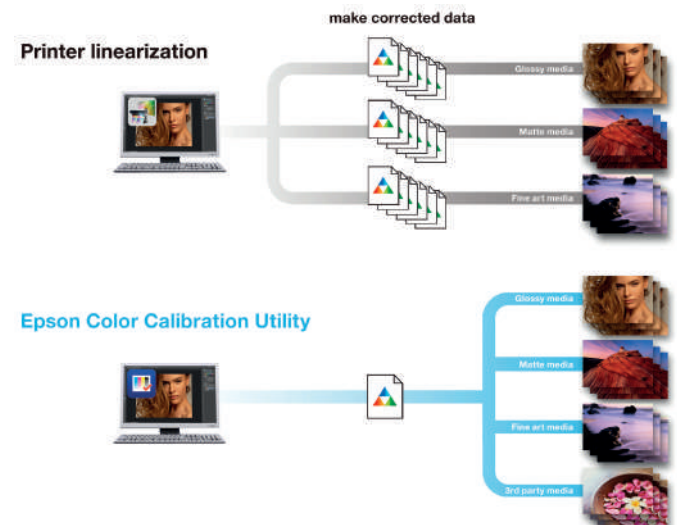 make corrected data
Printer linearization
Glossy media
Matte media
Fine art media
Epson Color Calibration Utility
Glossy media
Matte media
Fine art media
3rd party media